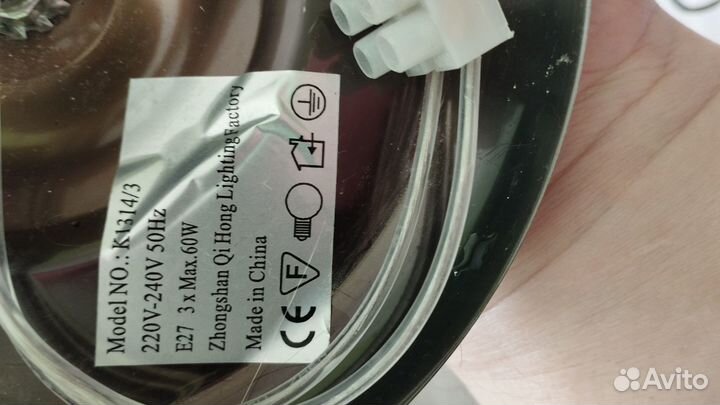 Model NO.: K1314/3
220V-240V 50Hz
E27 3 x Max.60W
Zhongshan Qi Hong Lighting Factory
Made in China
CE F
Avito